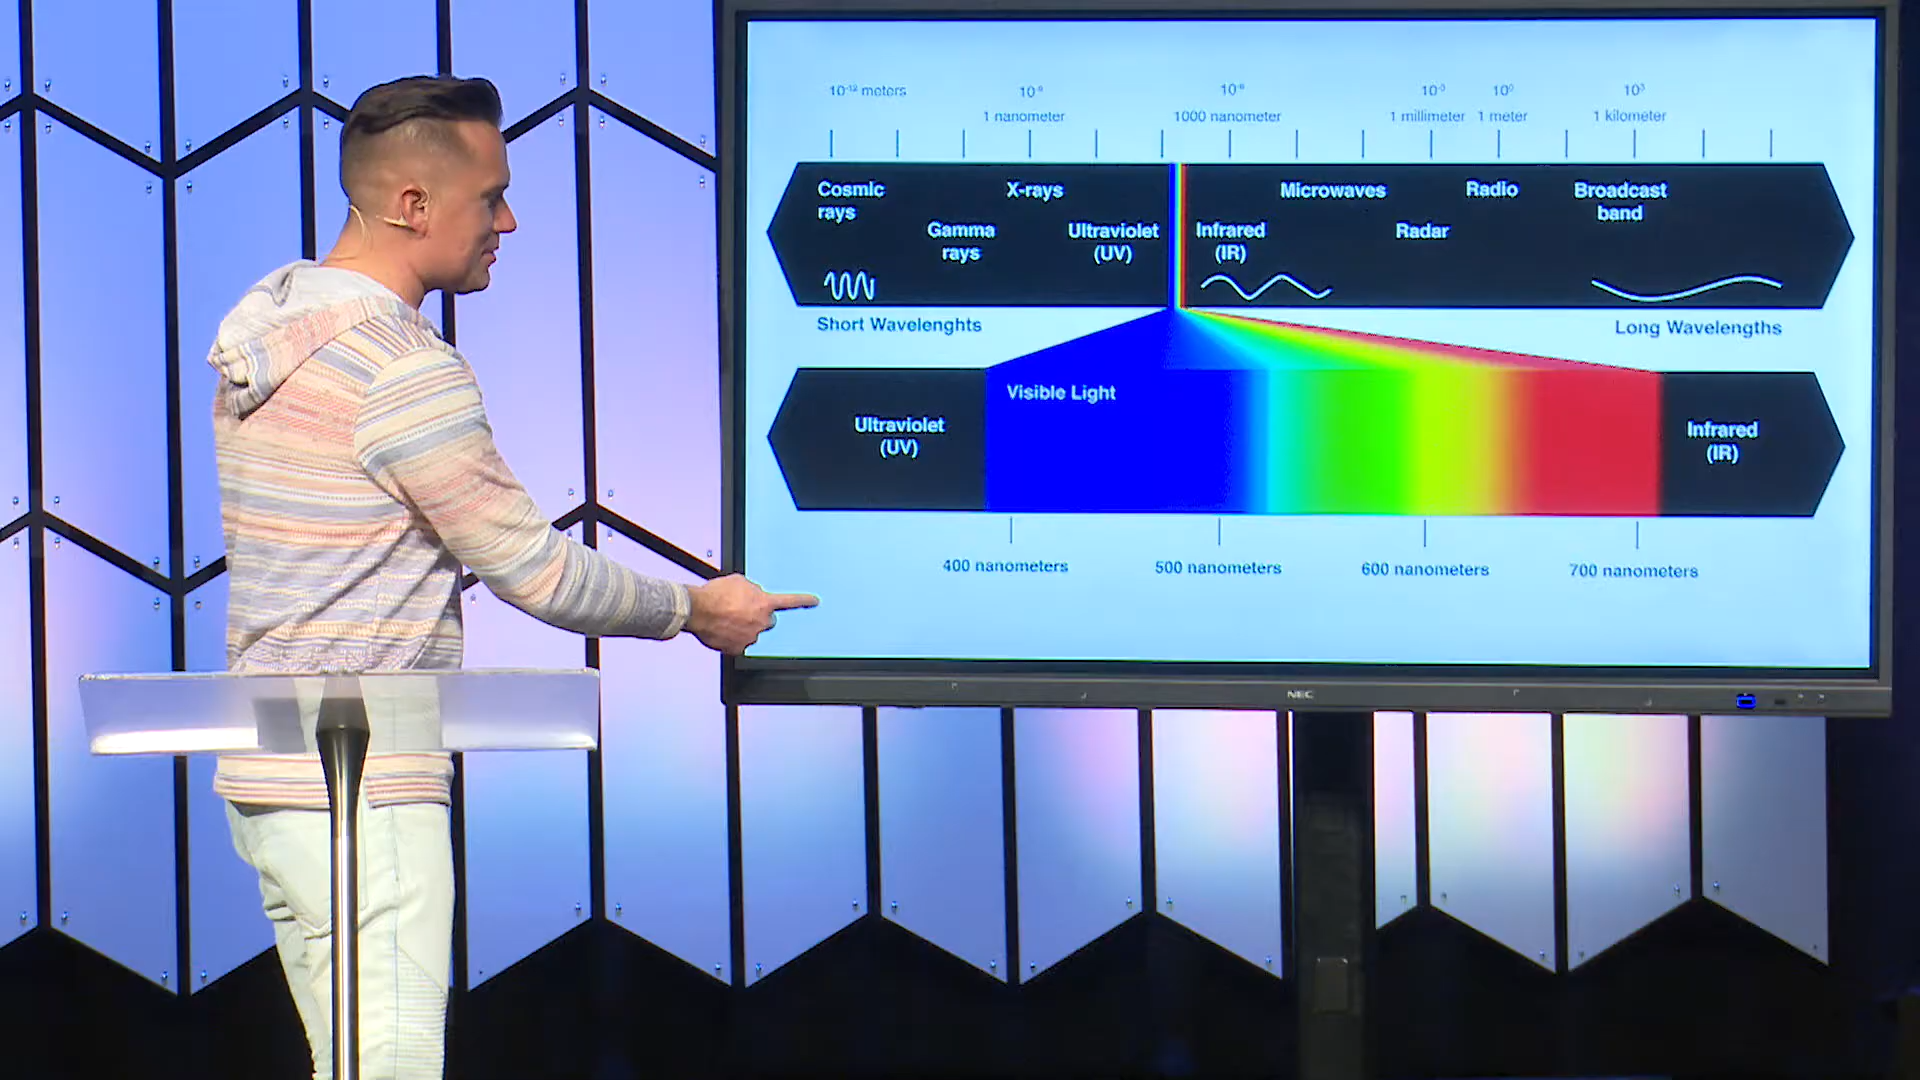 10⁻¹² meters 10⁻⁹ 10⁻⁶ 10⁻³ 10⁰ 10³
1 nanometer 1000 nanometer 1 millimeter 1 meter 1 kilometer
Cosmic
rays
Gamma
rays
X-rays
Ultraviolet
(UV)
Infrared
(IR)
Microwaves
Radar
Radio
Broadcast
band
Short Wavelenghts
Long Wavelengths
Ultraviolet
(UV)
Visible Light
Infrared
(IR)
400 nanometers 500 nanometers 600 nanometers 700 nanometers
NEC